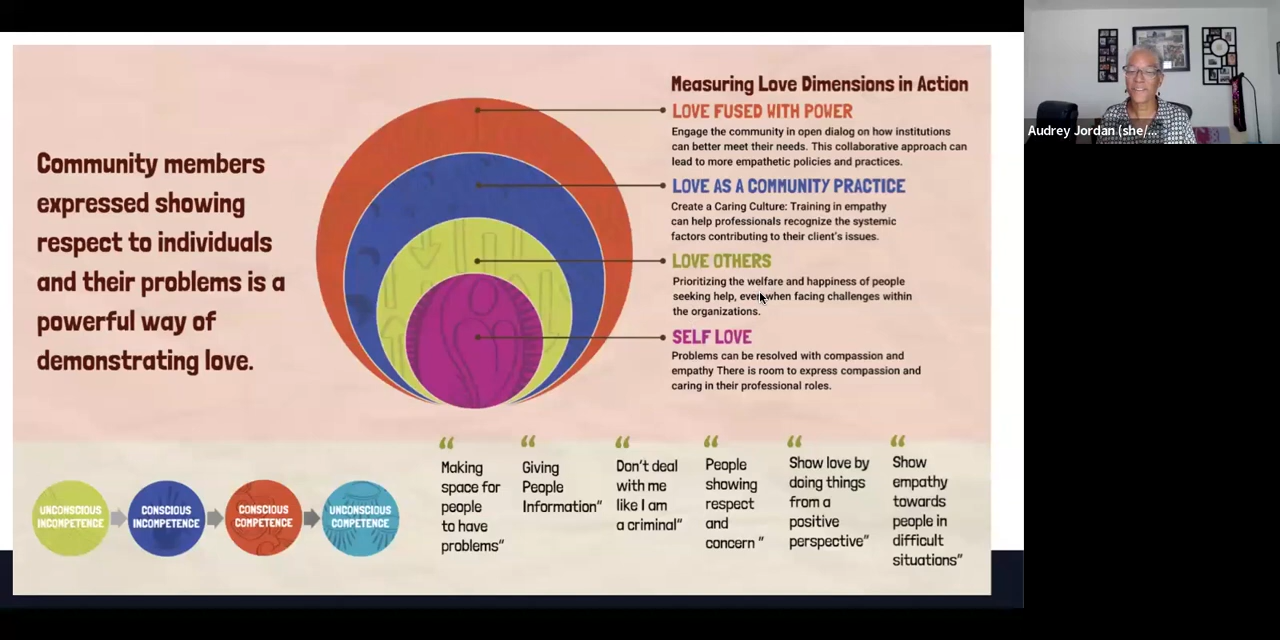 Community members
expressed showing
respect to individuals
and their problems is a
powerful way of
demonstrating love.
Measuring Love Dimensions in Action
LOVE FUSED WITH POWER
Engage the community in open dialog on how institutions
can better meet their needs. This collaborative approach can
lead to more empathetic policies and practices.
LOVE AS A COMMUNITY PRACTICE
Create a Caring Culture: Training in empathy
can help professionals recognize the systemic
factors contributing to their client's issues.
LOVE OTHERS
Prioritizing the welfare and happiness of people
seeking help, even when facing challenges within
the organizations.
SELF LOVE
Problems can be resolved with compassion and
empathy There is room to express compassion and
caring in their professional roles.
UNCONSCIOUS
INCOMPETENCE
CONSCIOUS
INCOMPETENCE
CONSCIOUS
COMPETENCE
UNCONSCIOUS
COMPETENCE
“
Making
space for
people
to have
problems”
“
Giving
People
Information”
“
Don't deal
with me
like I am
a criminal”
“
People
showing
respect
and
concern ”
“
Show love by
doing things
from a
positive
perspective”
“
Show
empathy
towards
people in
difficult
situations”
Audrey Jordan (she/...